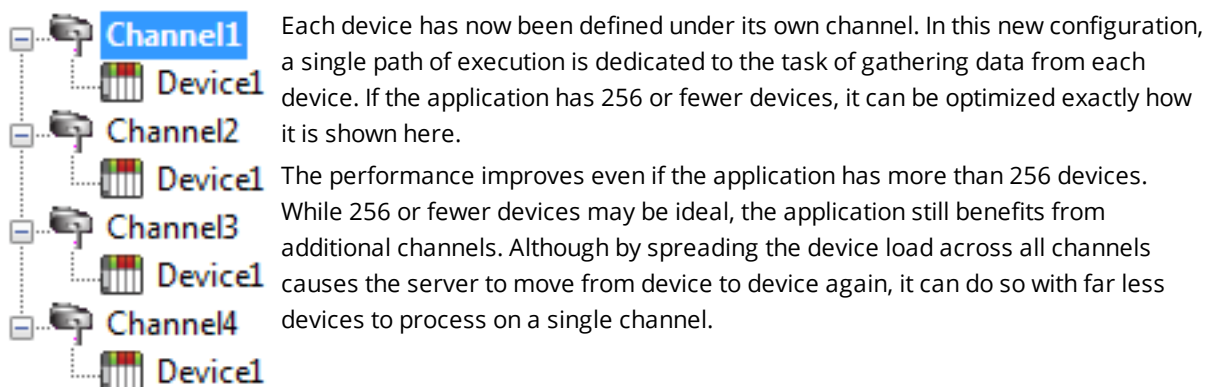 Channel1
Device1
Channel2
Device1
Channel3
Device1
Channel4
Device1
Each device has now been defined under its own channel. In this new configuration,
a single path of execution is dedicated to the task of gathering data from each
device. If the application has 256 or fewer devices, it can be optimized exactly how
it is shown here.
The performance improves even if the application has more than 256 devices.
While 256 or fewer devices may be ideal, the application still benefits from
additional channels. Although by spreading the device load across all channels
causes the server to move from device to device again, it can do so with far less
devices to process on a single channel.